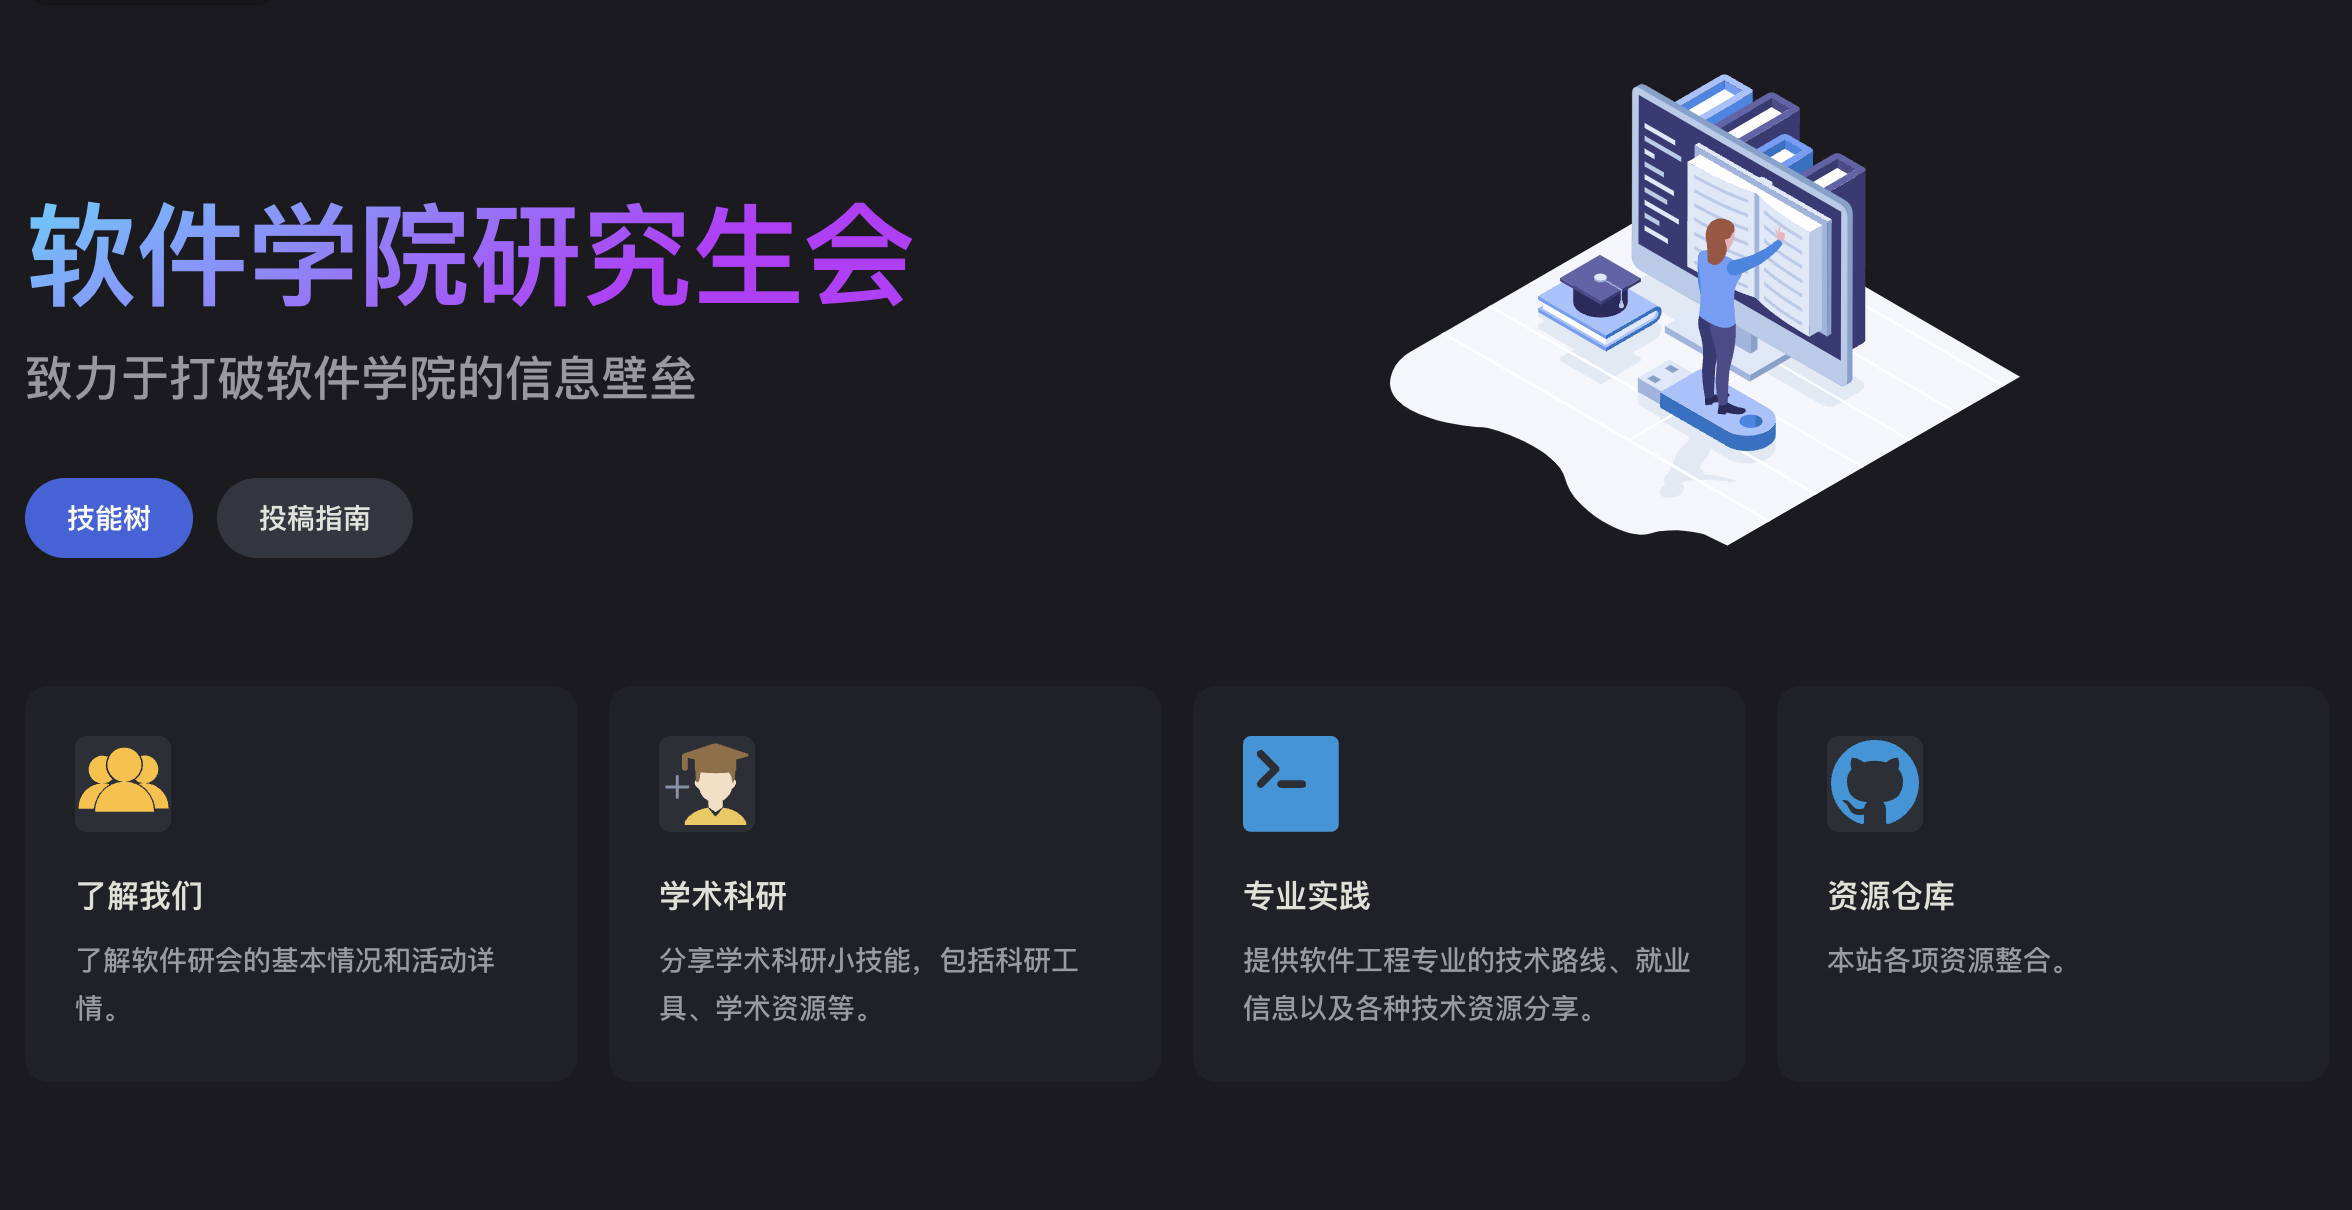 软件学院研究生会
致力于打破软件学院的信息壁垒
技能树
投稿指南
了解我们
了解软件研会的基本情况和活动详
情。
学术科研
分享学术科研小技能，包括科研工
具、学术资源等。
专业实践
提供软件工程专业的技术路线、就业
信息以及各种技术资源分享。
资源仓库
本站各项资源整合。